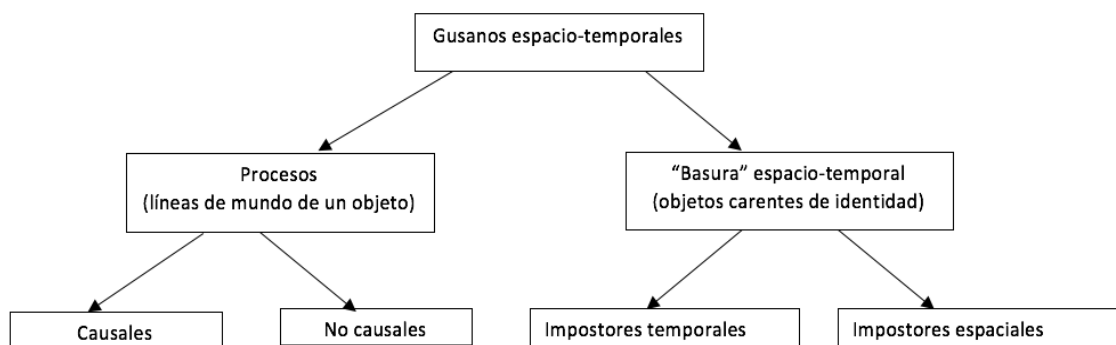 Gusanos espacio-temporales
Procesos
(líneas de mundo de un objeto)
“Basura” espacio-temporal
(objetos carentes de identidad)
Causales
No causales
Impostores temporales
Impostores espaciales